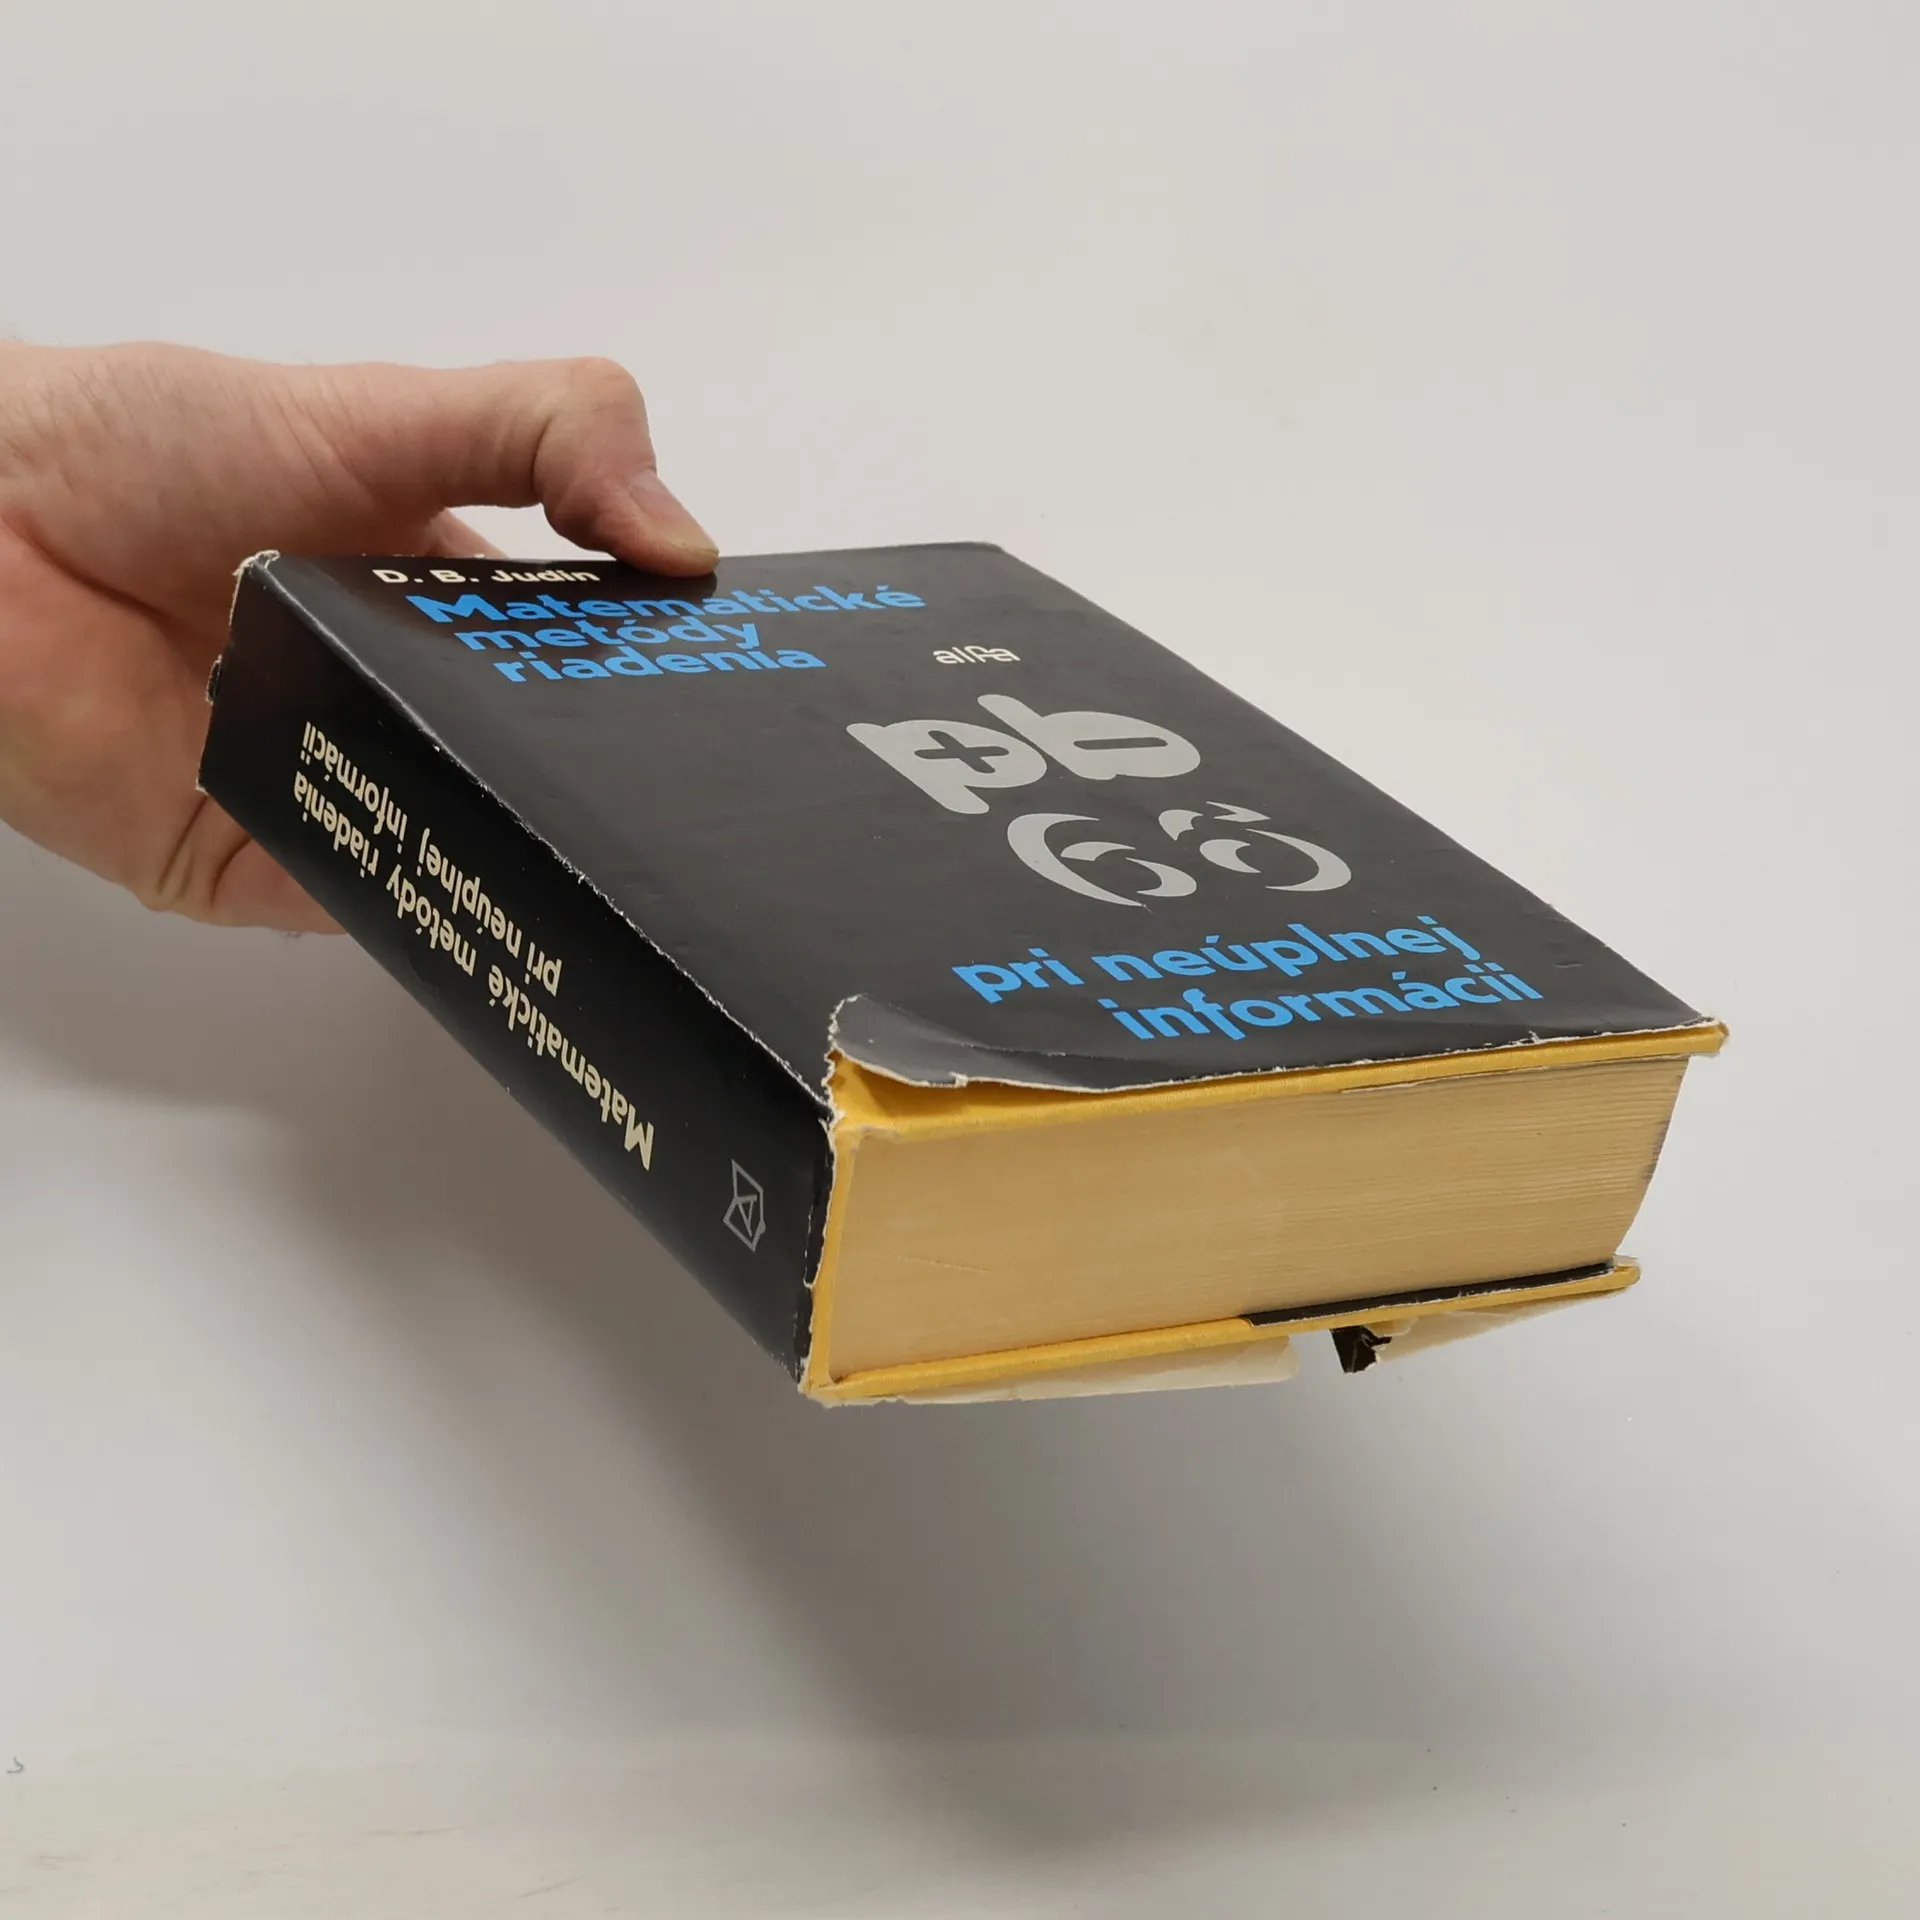 D. B. Judin
Matematické
metódy
riadenia
alfa
pri neúplnej
informácii
Matematické metódy riadenia
pri neúplnej informácii